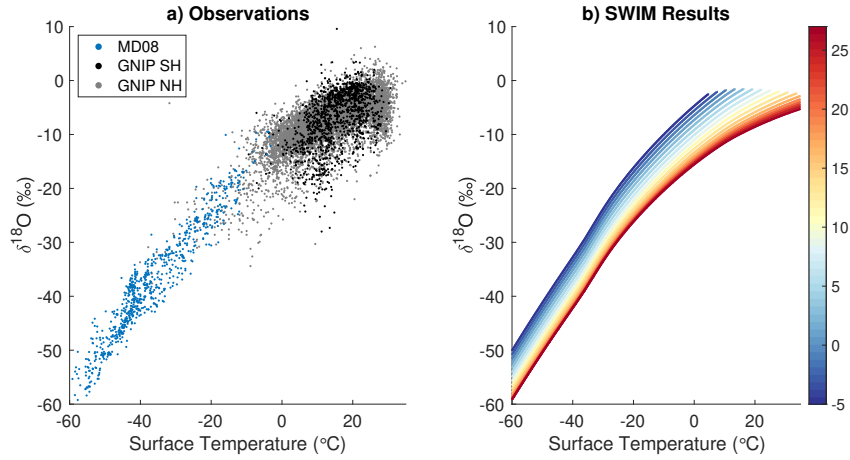 a) Observations
10
0
-10
-20
-30
-40
-50
-60
δ18O (‰)
MD08
GNIP SH
GNIP NH
-60 -40 -20 0 20
Surface Temperature (°C)
b) SWIM Results
10
0
-10
-20
-30
-40
-50
-60
δ18O (‰)
-60 -40 -20 0 20
Surface Temperature (°C)
25
20
15
10
5
0
-5